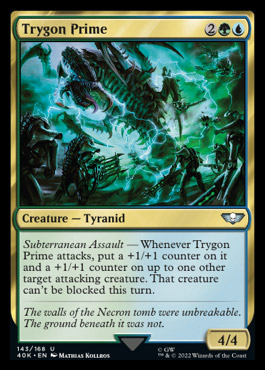 Trygon Prime 2
Creature — Tyranid
Subterranean Assault — Whenever Trygon
Prime attacks, put a +1/+1 counter on it
and a +1/+1 counter on up to one other
target attacking creature. That creature
can't be blocked this turn.
The walls of the Necron tomb were unbreakable.
The ground beneath it was not.
4/4
143/168 U
40K • EN MATHIAS KOLLROS
© GW
™ & © 2022 Wizards of the Coast